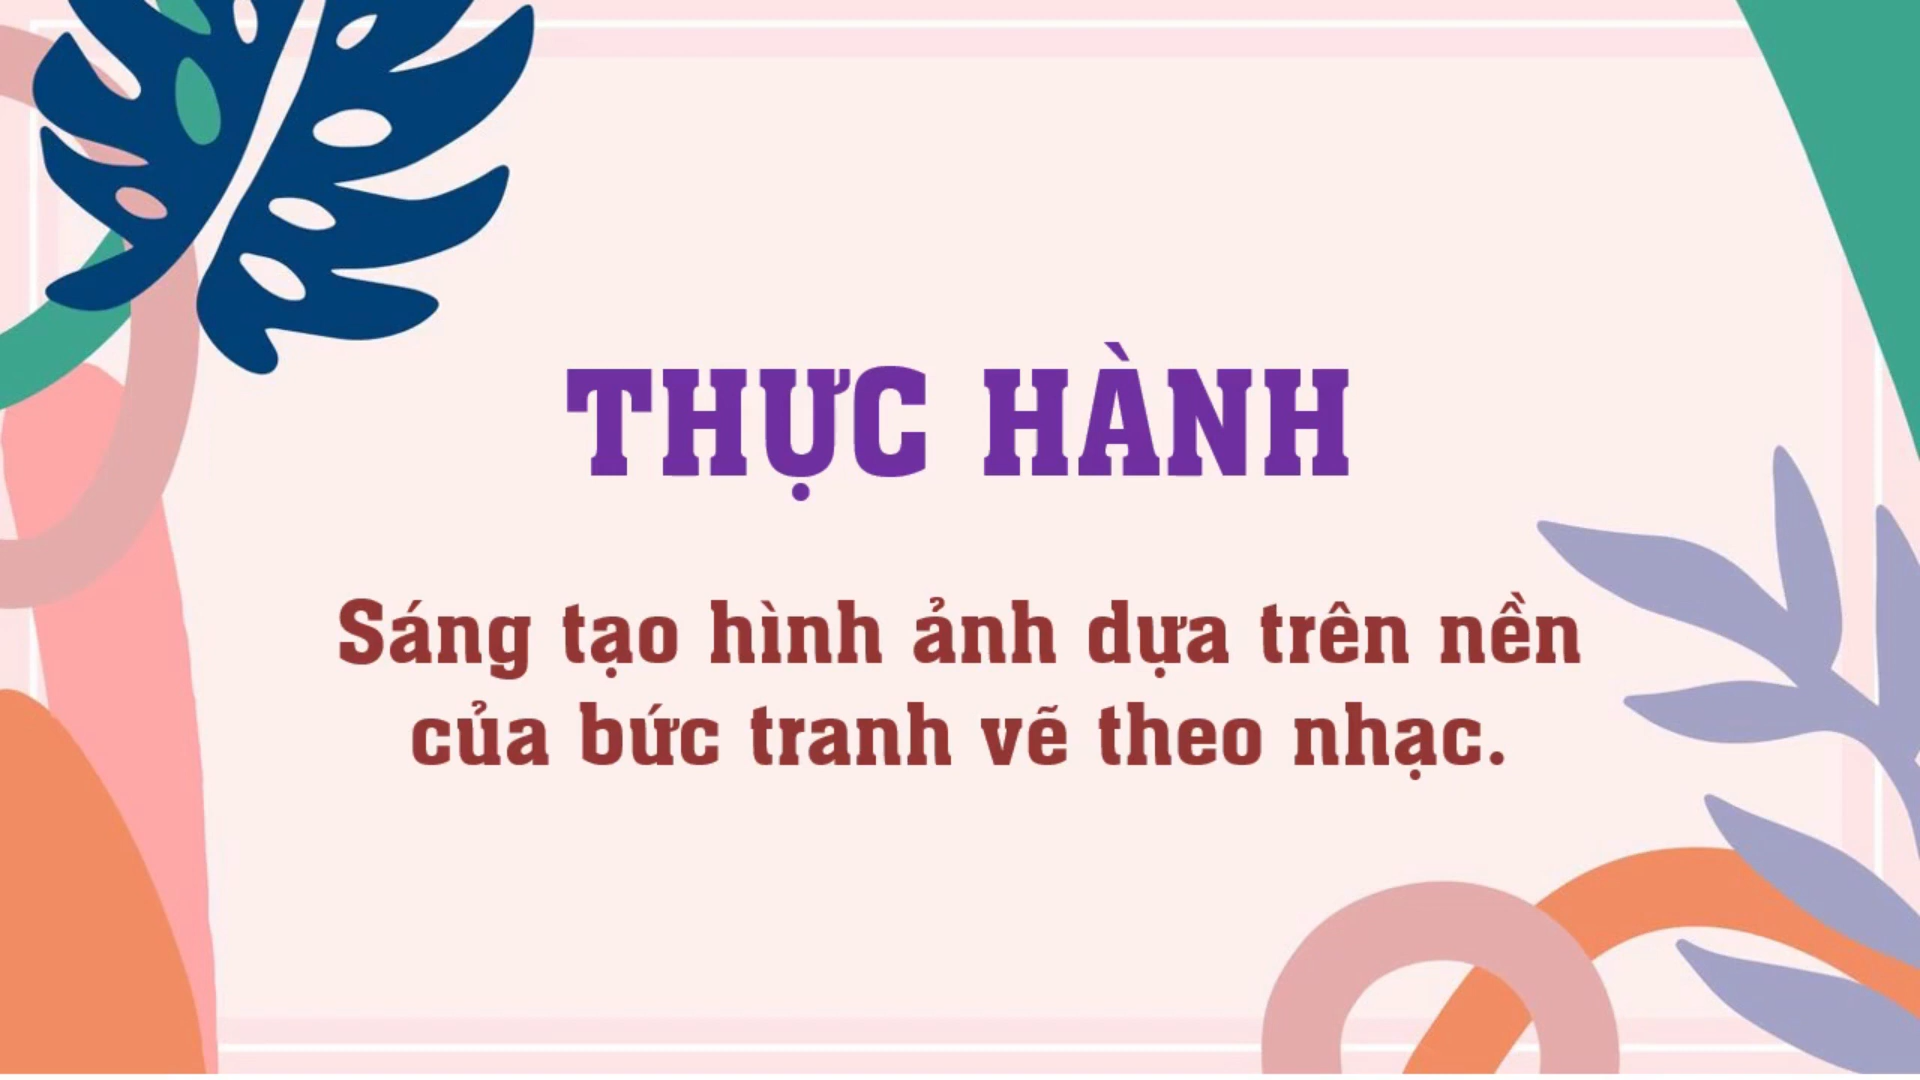 THỰC HÀNH
Sáng tạo hình ảnh dựa trên nền
của bức tranh vẽ theo nhạc.